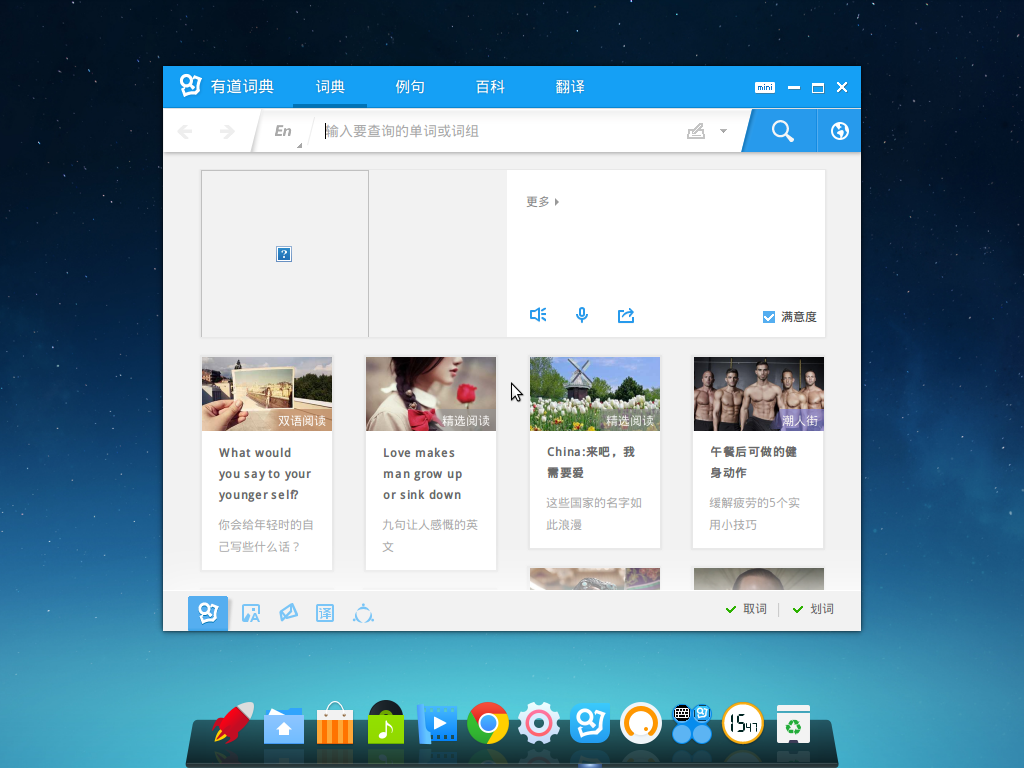 有道词典 词典 例句 百科 翻译 mini
En 输入要查询的单词或词组
更多
满意度
双语阅读
精选阅读
精选阅读
潮人街
What would
you say to your
younger self?
你会给年轻时的自
己写些什么话？
Love makes
man grow up
or sink down
九句让人感慨的英
文
China:来吧，我
需要爱
这些国家的名字如
此浪漫
午餐后可做的健
身动作
缓解疲劳的5个实
用小技巧
译 取词 划词
15 47